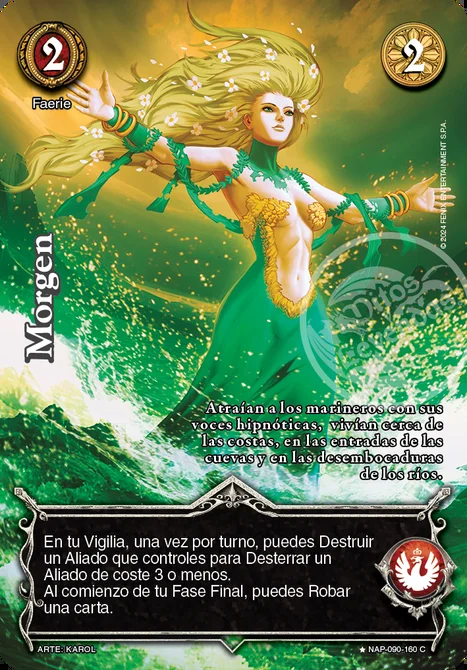 2
2
Faerie
© 2024 FENIX ENTERTAINMENT S.P.A.
Morgen
Mitos
Atraían a los marineros con sus
voces hipnóticas, vivían cerca de
las costas, en las entradas de las
cuevas y en las desembocaduras
de los ríos.
En tu Vigilia, una vez por turno, puedes Destruir
un Aliado que controles para Desterrar un
Aliado de coste 3 o menos.
Al comienzo de tu Fase Final, puedes Robar
una carta.
ARTE: KAROL
★ NAP-090-160 C